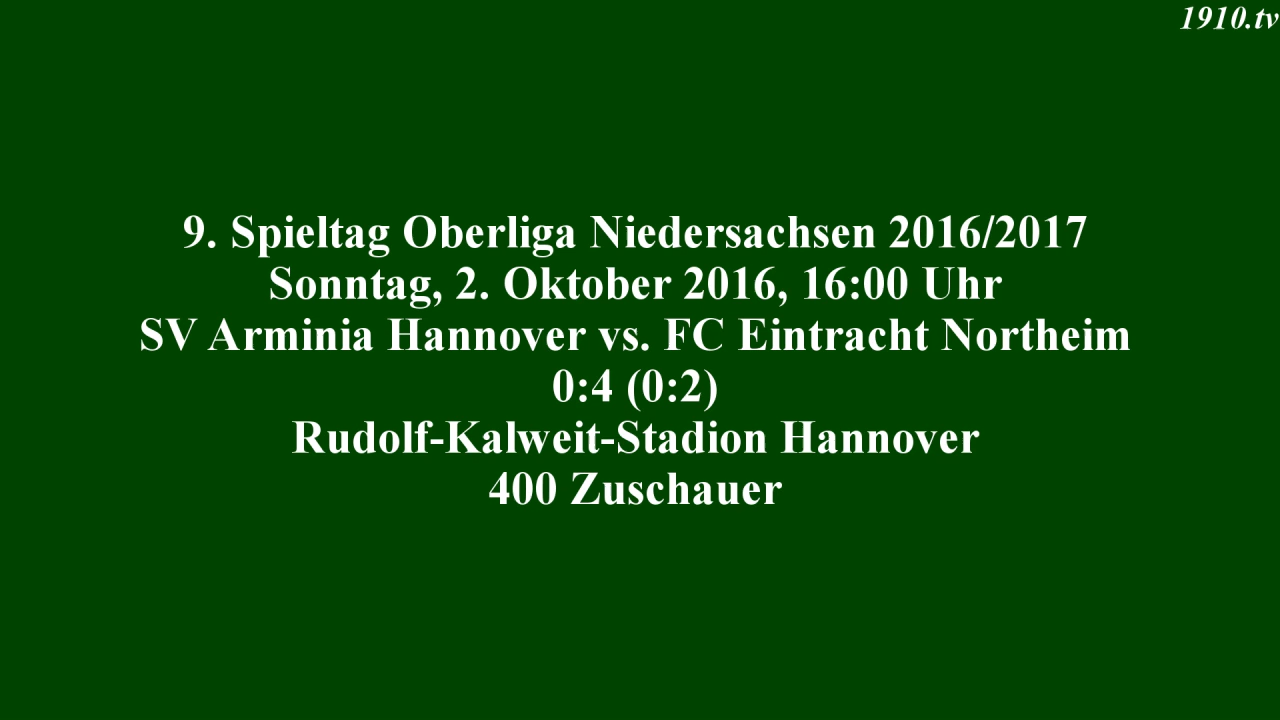 1910.tv
9. Spieltag Oberliga Niedersachsen 2016/2017
Sonntag, 2. Oktober 2016, 16:00 Uhr
SV Arminia Hannover vs. FC Eintracht Northeim
0:4 (0:2)
Rudolf-Kalweit-Stadion Hannover
400 Zuschauer